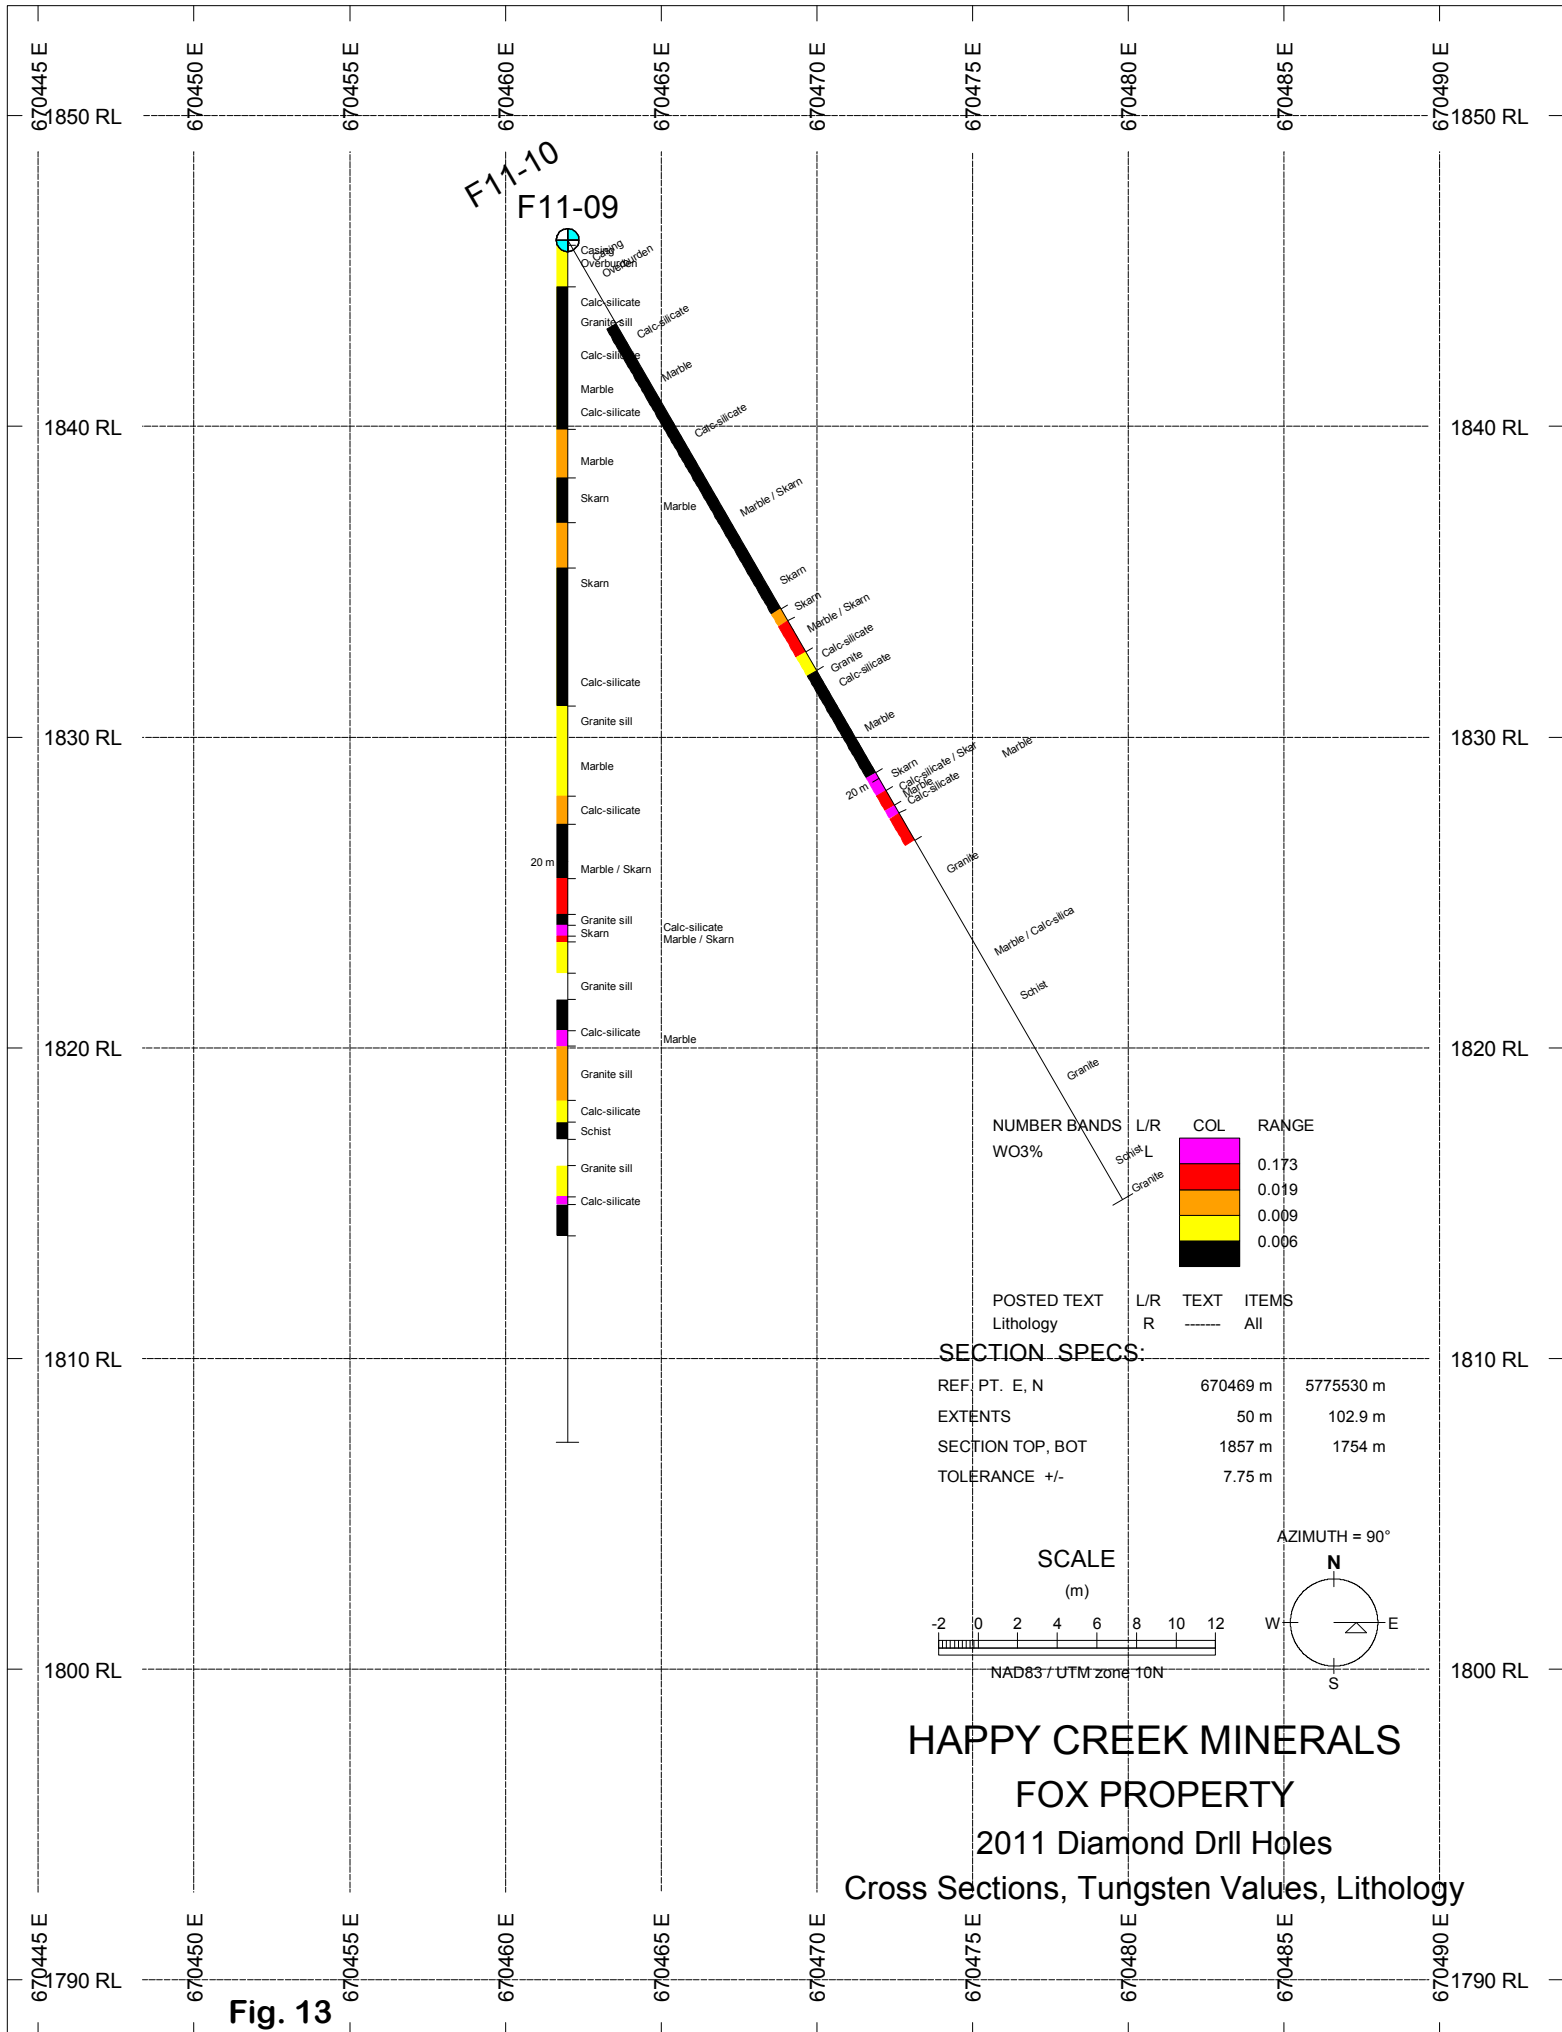 670445 E
670450 E
670455 E
670460 E
670465 E
670470 E
670475 E
670480 E
670485 E
670490 E
1850 RL
1850 RL
F11-10
F11-09
Casing
Overburden
Calc-silicate
Granite sill
Calc-silicate
Marble
Calc-silicate
Marble
Skarn
Skarn
Calc-silicate
Granite sill
Marble
Calc-silicate
20 m
Marble / Skarn
Granite sill
Skarn
Granite sill
Calc-silicate
Granite sill
Calc-silicate
Schist
Granite sill
Calc-silicate
Marble
Calc-silicate
Marble / Skarn
Marble
Casing
Overburden
Calc-silicate
Marble
Calc-silicate
Marble / Skarn
Skarn
Skarn
Marble / Skarn
Calc-silicate
Granite
Calc-silicate
Marble
Skarn
20 m
Calc-silicate / Skar
Marble
Calc-silicate
Marble
Granite
Marble / Calc-silica
Schist
Granite
Schist
Granite
1840 RL
1840 RL
1830 RL
1830 RL
1820 RL
1820 RL
NUMBER BANDS L/R COL RANGE
WO3% L
0.173
0.019
0.009
0.006
POSTED TEXT L/R TEXT ITEMS
Lithology R ------- All
1810 RL
1810 RL
SECTION SPECS:
REF. PT. E, N 670469 m 5775530 m
EXTENTS 50 m 102.9 m
SECTION TOP, BOT 1857 m 1754 m
TOLERANCE +/- 7.75 m
AZIMUTH = 90°
N
W
E
S
SCALE
(m)
-2 0 2 4 6 8 10 12
NAD83 / UTM zone 10N
1800 RL
1800 RL
HAPPY CREEK MINERALS
FOX PROPERTY
2011 Diamond Drll Holes
Cross Sections, Tungsten Values, Lithology
670445 E
670450 E
670455 E
670460 E
670465 E
670470 E
670475 E
670480 E
670485 E
670490 E
1790 RL
1790 RL
Fig. 13